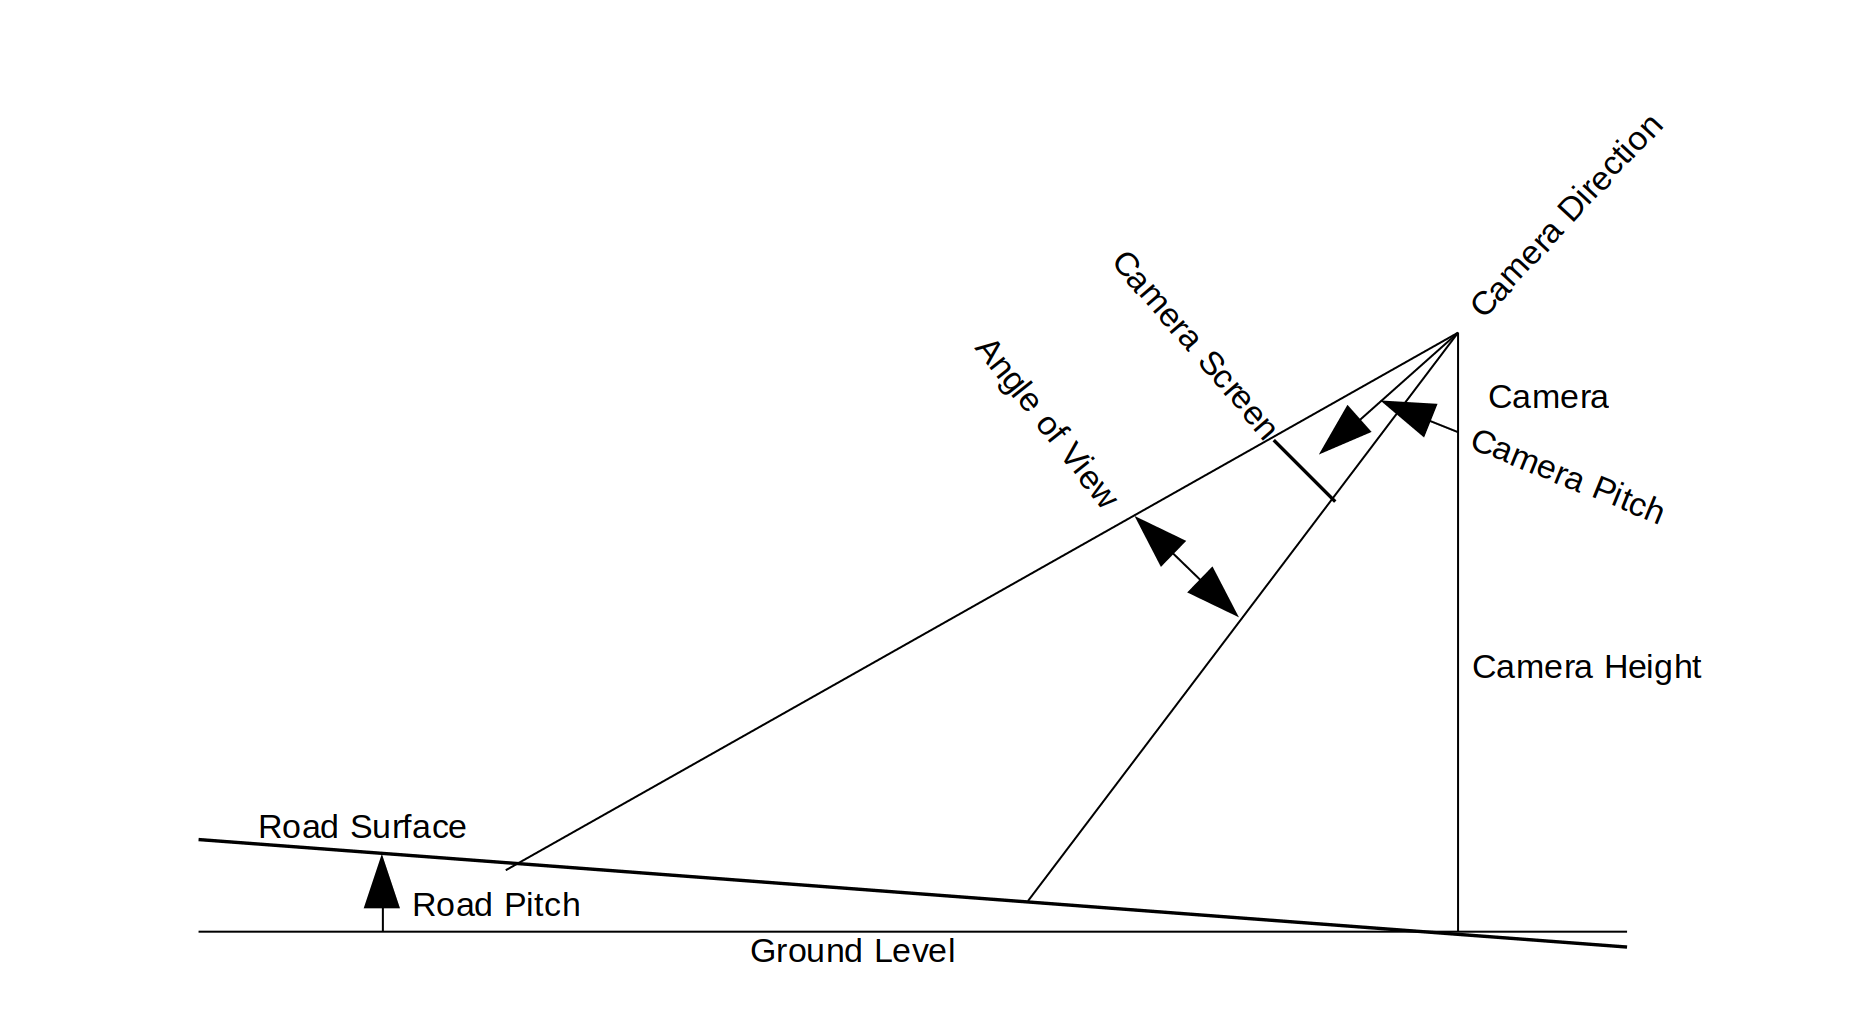 Camera Direction
Camera Screen
Angle of View
Camera
Camera Pitch
Camera Height
Road Surface
Road Pitch
Ground Level